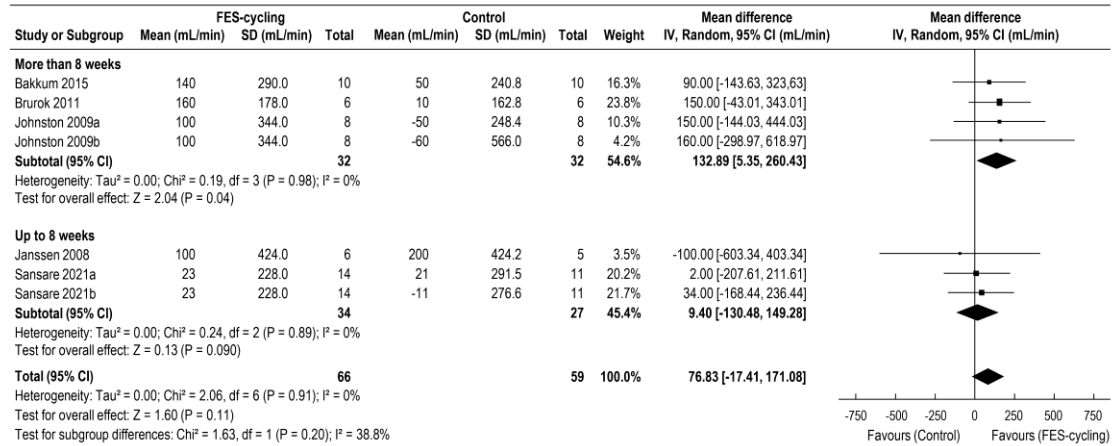 FES-cycling Control Mean difference Mean difference
Study or Subgroup Mean (mL/min) SD (mL/min) Total Mean (mL/min) SD (mL/min) Total Weight IV, Random, 95% CI (mL/min) IV, Random, 95% CI (mL/min)
More than 8 weeks
Bakkum 2015 140 290.0 10 50 240.8 10 16.3% 90.00 [-143.63, 323,63]
Brurok 2011 160 178.0 6 10 162.8 6 23.8% 150.00 [-43.01, 343.01]
Johnston 2009a 100 344.0 8 -50 248.4 8 10.3% 150.00 [-144.03, 444.03]
Johnston 2009b 100 344.0 8 -60 566.0 8 4.2% 160.00 [-298.97, 618.97]
Subtotal (95% CI) 32 32 54.6% 132.89 [5.35, 260.43]
Heterogeneity: Tau² = 0.00; Chi² = 0.19, df = 3 (P = 0.98); I² = 0%
Test for overall effect: Z = 2.04 (P = 0.04)
Up to 8 weeks
Janssen 2008 100 424.0 6 200 424.2 5 3.5% -100.00 [-603.34, 403.34]
Sansare 2021a 23 228.0 14 21 291.5 11 20.2% 2.00 [-207.61, 211.61]
Sansare 2021b 23 228.0 14 -11 276.6 11 21.7% 34.00 [-168.44, 236.44]
Subtotal (95% CI) 34 27 45.4% 9.40 [-130.48, 149.28]
Heterogeneity: Tau² = 0.00; Chi² = 0.24, df = 2 (P = 0.89); I² = 0%
Test for overall effect: Z = 0.13 (P = 0.090)
Total (95% CI) 66 59 100.0% 76.83 [-17.41, 171.08]
Heterogeneity: Tau² = 0.00; Chi² = 2.06, df = 6 (P = 0.91); I² = 0%
Test for overall effect: Z = 1.60 (P = 0.11)
Test for subgroup differences: Chi² = 1.63, df = 1 (P = 0.20); I² = 38.8%
-750 -500 -250 0 250 500 750
Favours (Control) Favours (FES-cycling)